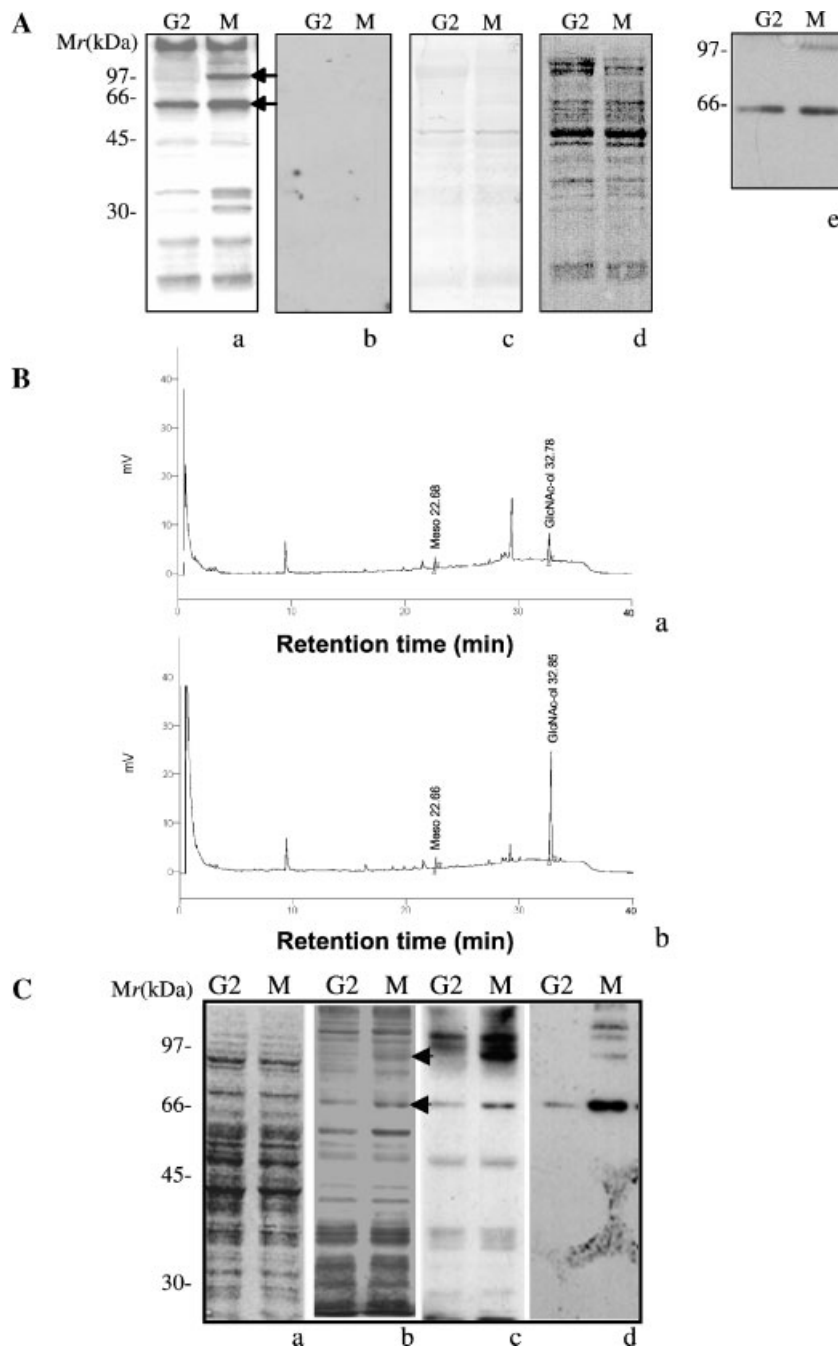 A
Mr(kDa)
G2 M
G2 M
G2 M
G2 M
G2 M
97-
66-
45-
30-
97-
66-
a
b
c
d
e
B
40
30
20
10
0
mV
Meso 22.68
GlcNAc-ol 32.78
0 10 20 30 40
Retention time (min)
a
40
30
20
10
0
mV
Meso 22.66
GlcNAc-ol 32.85
0 10 20 30 40
Retention time (min)
b
C
Mr(kDa)
G2 M
G2 M
G2 M
G2 M
97-
66-
45-
30-
a
b
c
d